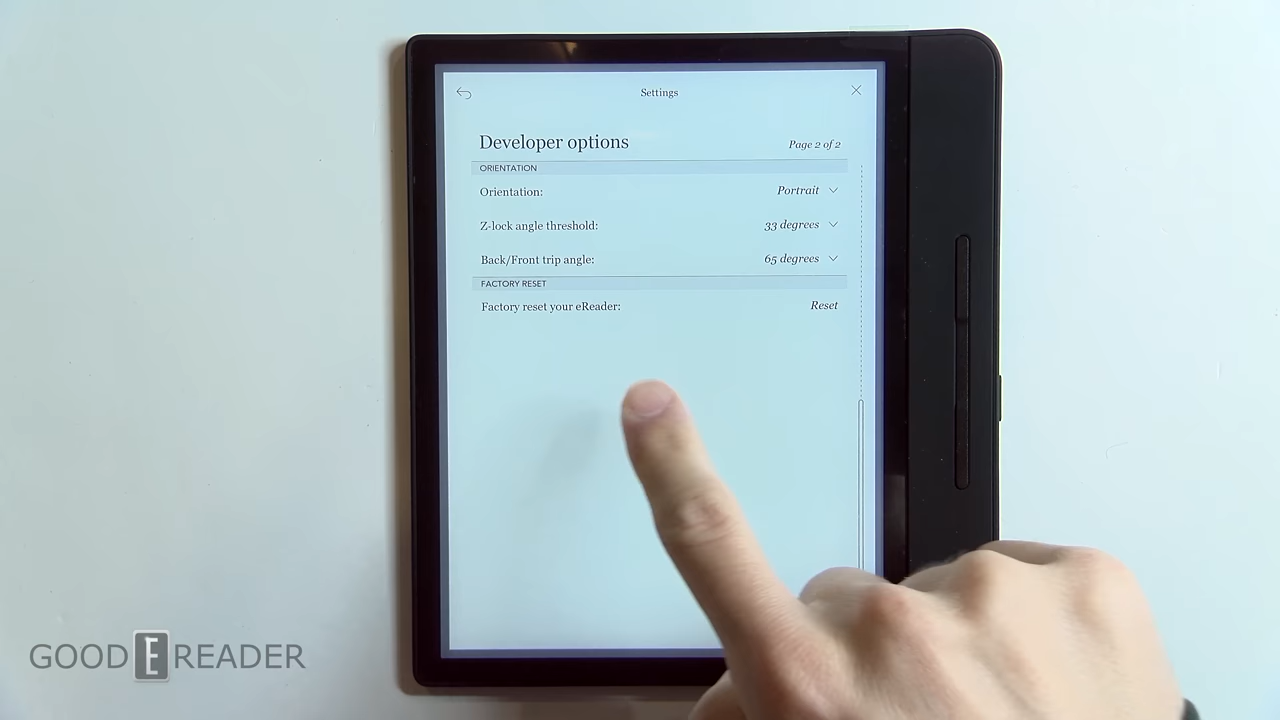 Settings
Developer options
Page 2 of 2
ORIENTATION
Orientation: Portrait
Z-lock angle threshold: 33 degrees
Back/Front trip angle: 65 degrees
FACTORY RESET
Factory reset your eReader: Reset
GOOD E READER